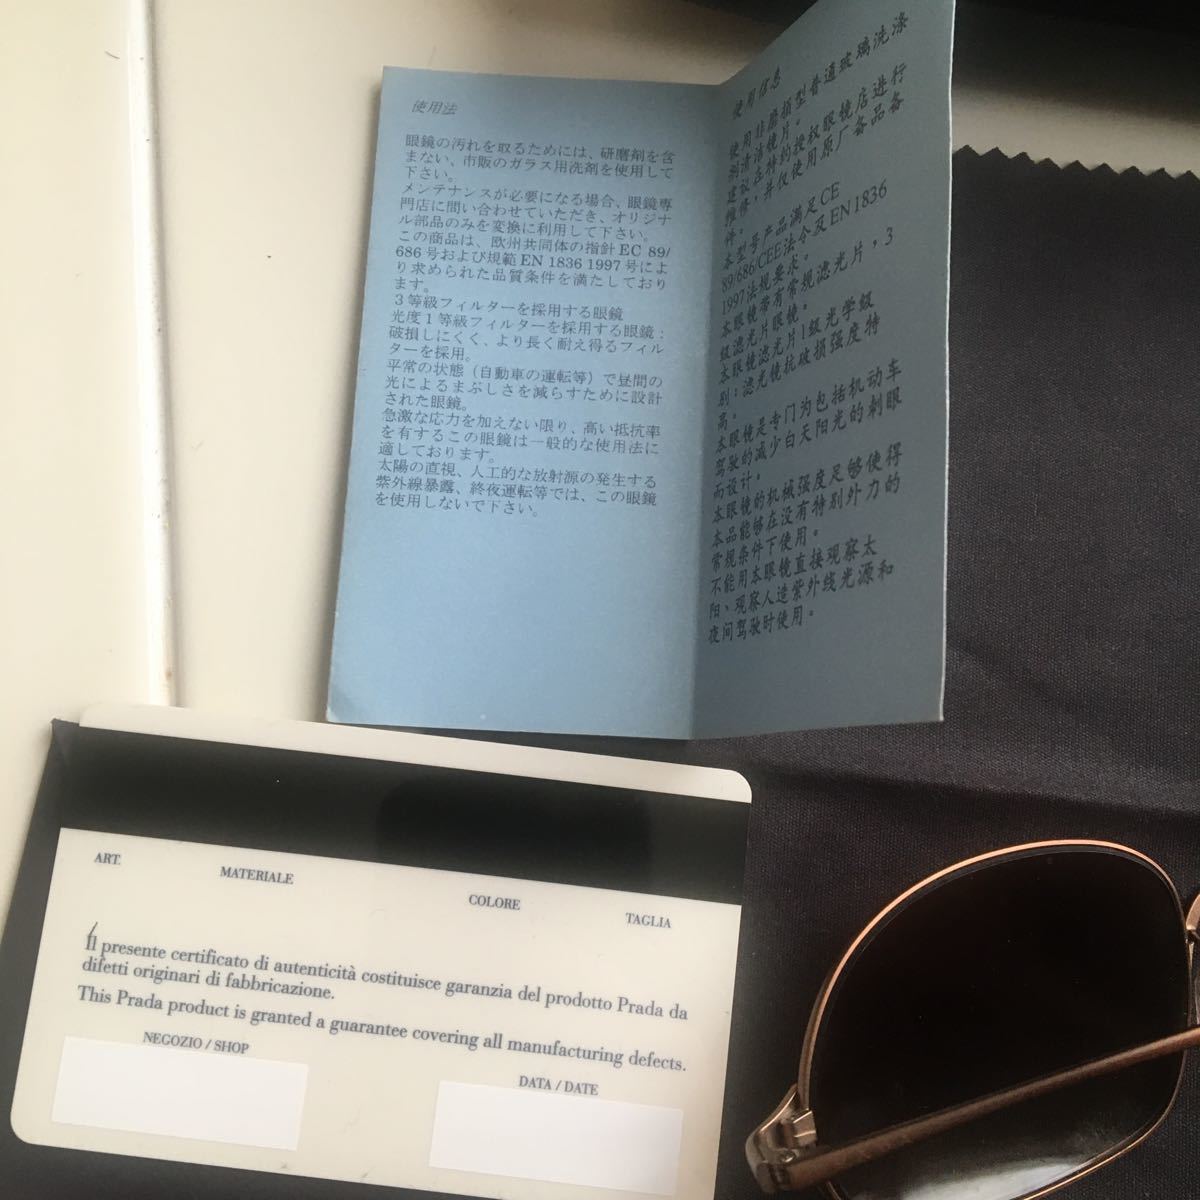 使用法
眼鏡の汚れを取るためには、研磨剤を含
まない、市販のガラス用洗剤を使用して
下さい。
メンテナンスが必要になる場合、眼鏡専
門店に問い合わせていただき、オリジナ
ル部品のみを変換に利用して下さい。
この商品は、欧州共同体の指針EC 89/
686号および規範EN 1836 1997号によ
り求められた品質条件を満たしており
ます。
3等級フィルターを採用する眼鏡
光度1等級フィルターを採用する眼鏡：
破損しにくく、より長く耐え得るフィル
ターを採用。
平常の状態（自動車の運転等）で昼間の
光によるまぶしさを減らすために設計
された眼鏡。
急激な応力を加えない限り、高い抵抗率
を有するこの眼鏡は一般的な使用法に
適しております。
太陽の直視、人工的な放射源の発生する
紫外線暴露、終夜運転等では、この眼鏡
を使用しないで下さい。
使用信息
使用非磨损型普通玻璃洗涤
剂清洁镜片。
建议在特约授权眼镜店进行
维修，并仅使用原厂备品备
件。
本型号产品满足CE
89/686/CEE法令及EN 1836
1997法规要求。
本眼镜带有常规滤光片，3
级滤光片眼镜。
本眼镜滤光片1级光学级
别：滤光镜抗破损强度特
高。
本眼镜是专门为包括机动车
驾驶的减少白天阳光的刺眼
而设计。
本眼镜的机械强度足够使得
本品能够在没有特别外力的
常规条件下使用。
不能用本眼镜直接观察太
阳、观察人造紫外线光源和
夜间驾驶时使用。
ART. MATERIALE COLORE TAGLIA
Il presente certificato di autenticità costituisce garanzia del prodotto Prada da
difetti originari di fabbricazione.
This Prada product is granted a guarantee covering all manufacturing defects.
NEGOZIO / SHOP
DATA / DATE